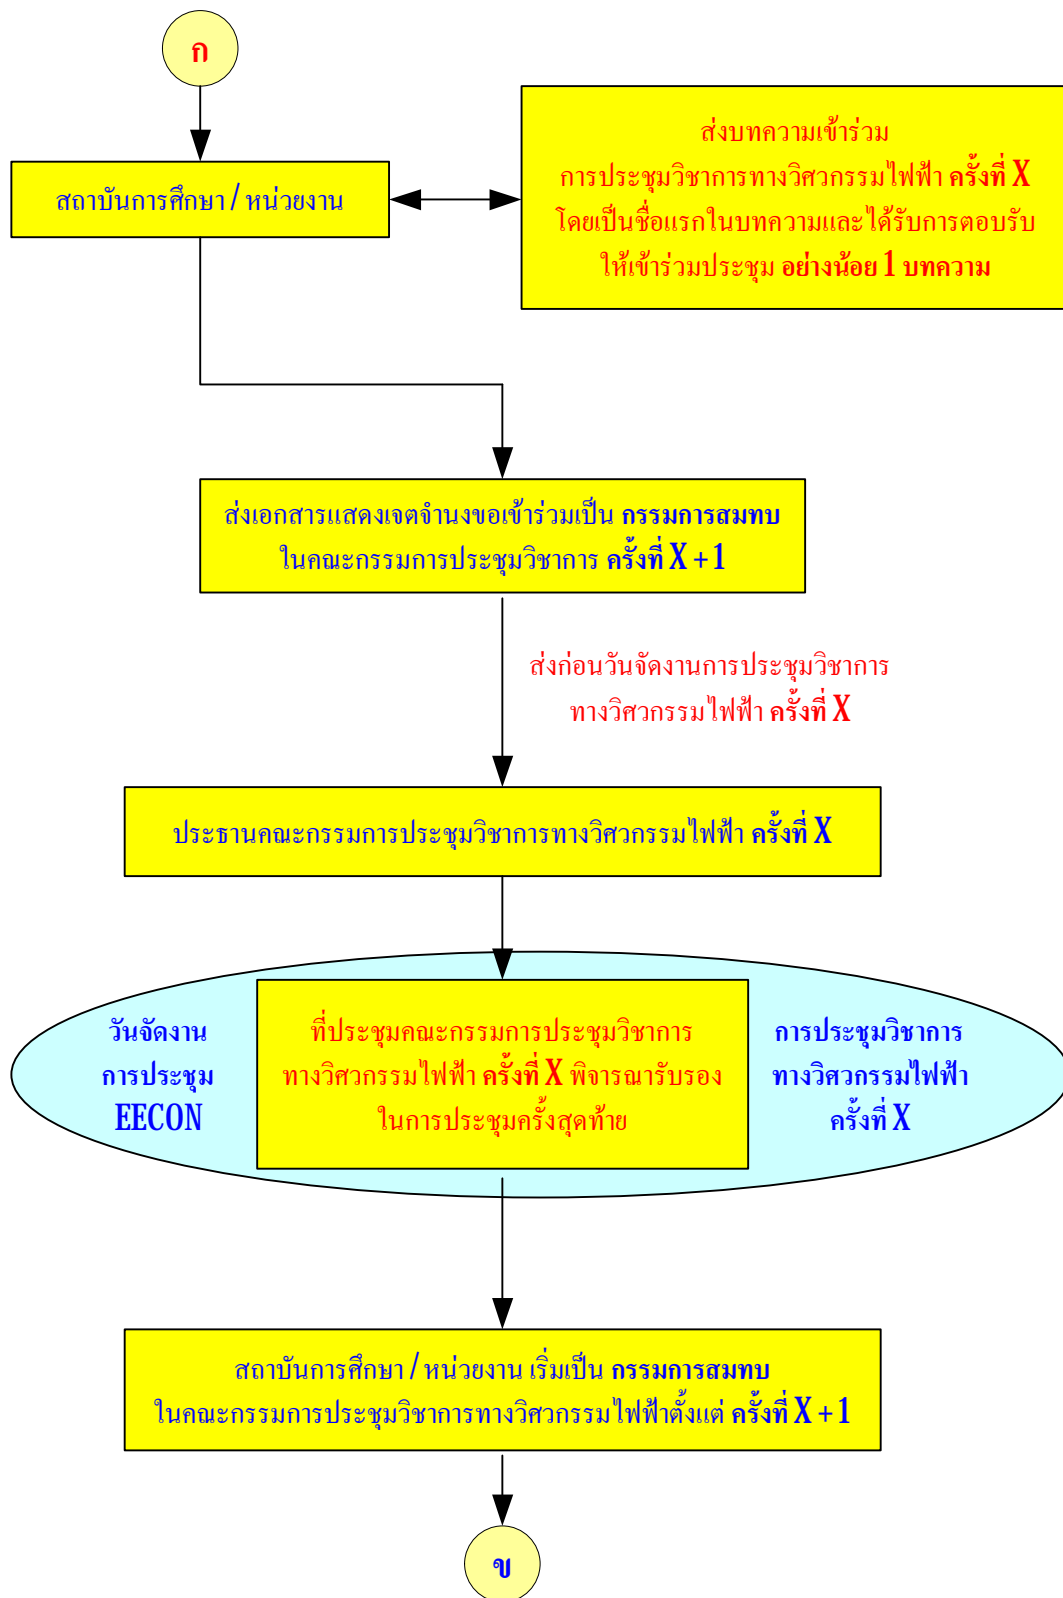 ก
สถาบันการศึกษา / หน่วยงาน
ส่งบทความเข้าร่วม
การประชุมวิชาการทางวิศวกรรมไฟฟ้า ครั้งที่ X
โดยเป็นชื่อแรกในบทความและได้รับการตอบรับ
ให้เข้าร่วมประชุม อย่างน้อย 1 บทความ
ส่งเอกสารแสดงเจตจำนงขอเข้าร่วมเป็น กรรมการสมทบ
ในคณะกรรมการประชุมวิชาการ ครั้งที่ X + 1
ส่งก่อนวันจัดงานการประชุมวิชาการ
ทางวิศวกรรมไฟฟ้า ครั้งที่ X
ประธานคณะกรรมการประชุมวิชาการทางวิศวกรรมไฟฟ้า ครั้งที่ X
วันจัดงาน
การประชุม
EECON
ที่ประชุมคณะกรรมการประชุมวิชาการ
ทางวิศวกรรมไฟฟ้า ครั้งที่ X พิจารณารับรอง
ในการประชุมครั้งสุดท้าย
การประชุมวิชาการ
ทางวิศวกรรมไฟฟ้า
ครั้งที่ X
สถาบันการศึกษา / หน่วยงาน เริ่มเป็น กรรมการสมทบ
ในคณะกรรมการประชุมวิชาการทางวิศวกรรมไฟฟ้าตั้งแต่ ครั้งที่ X + 1
ข